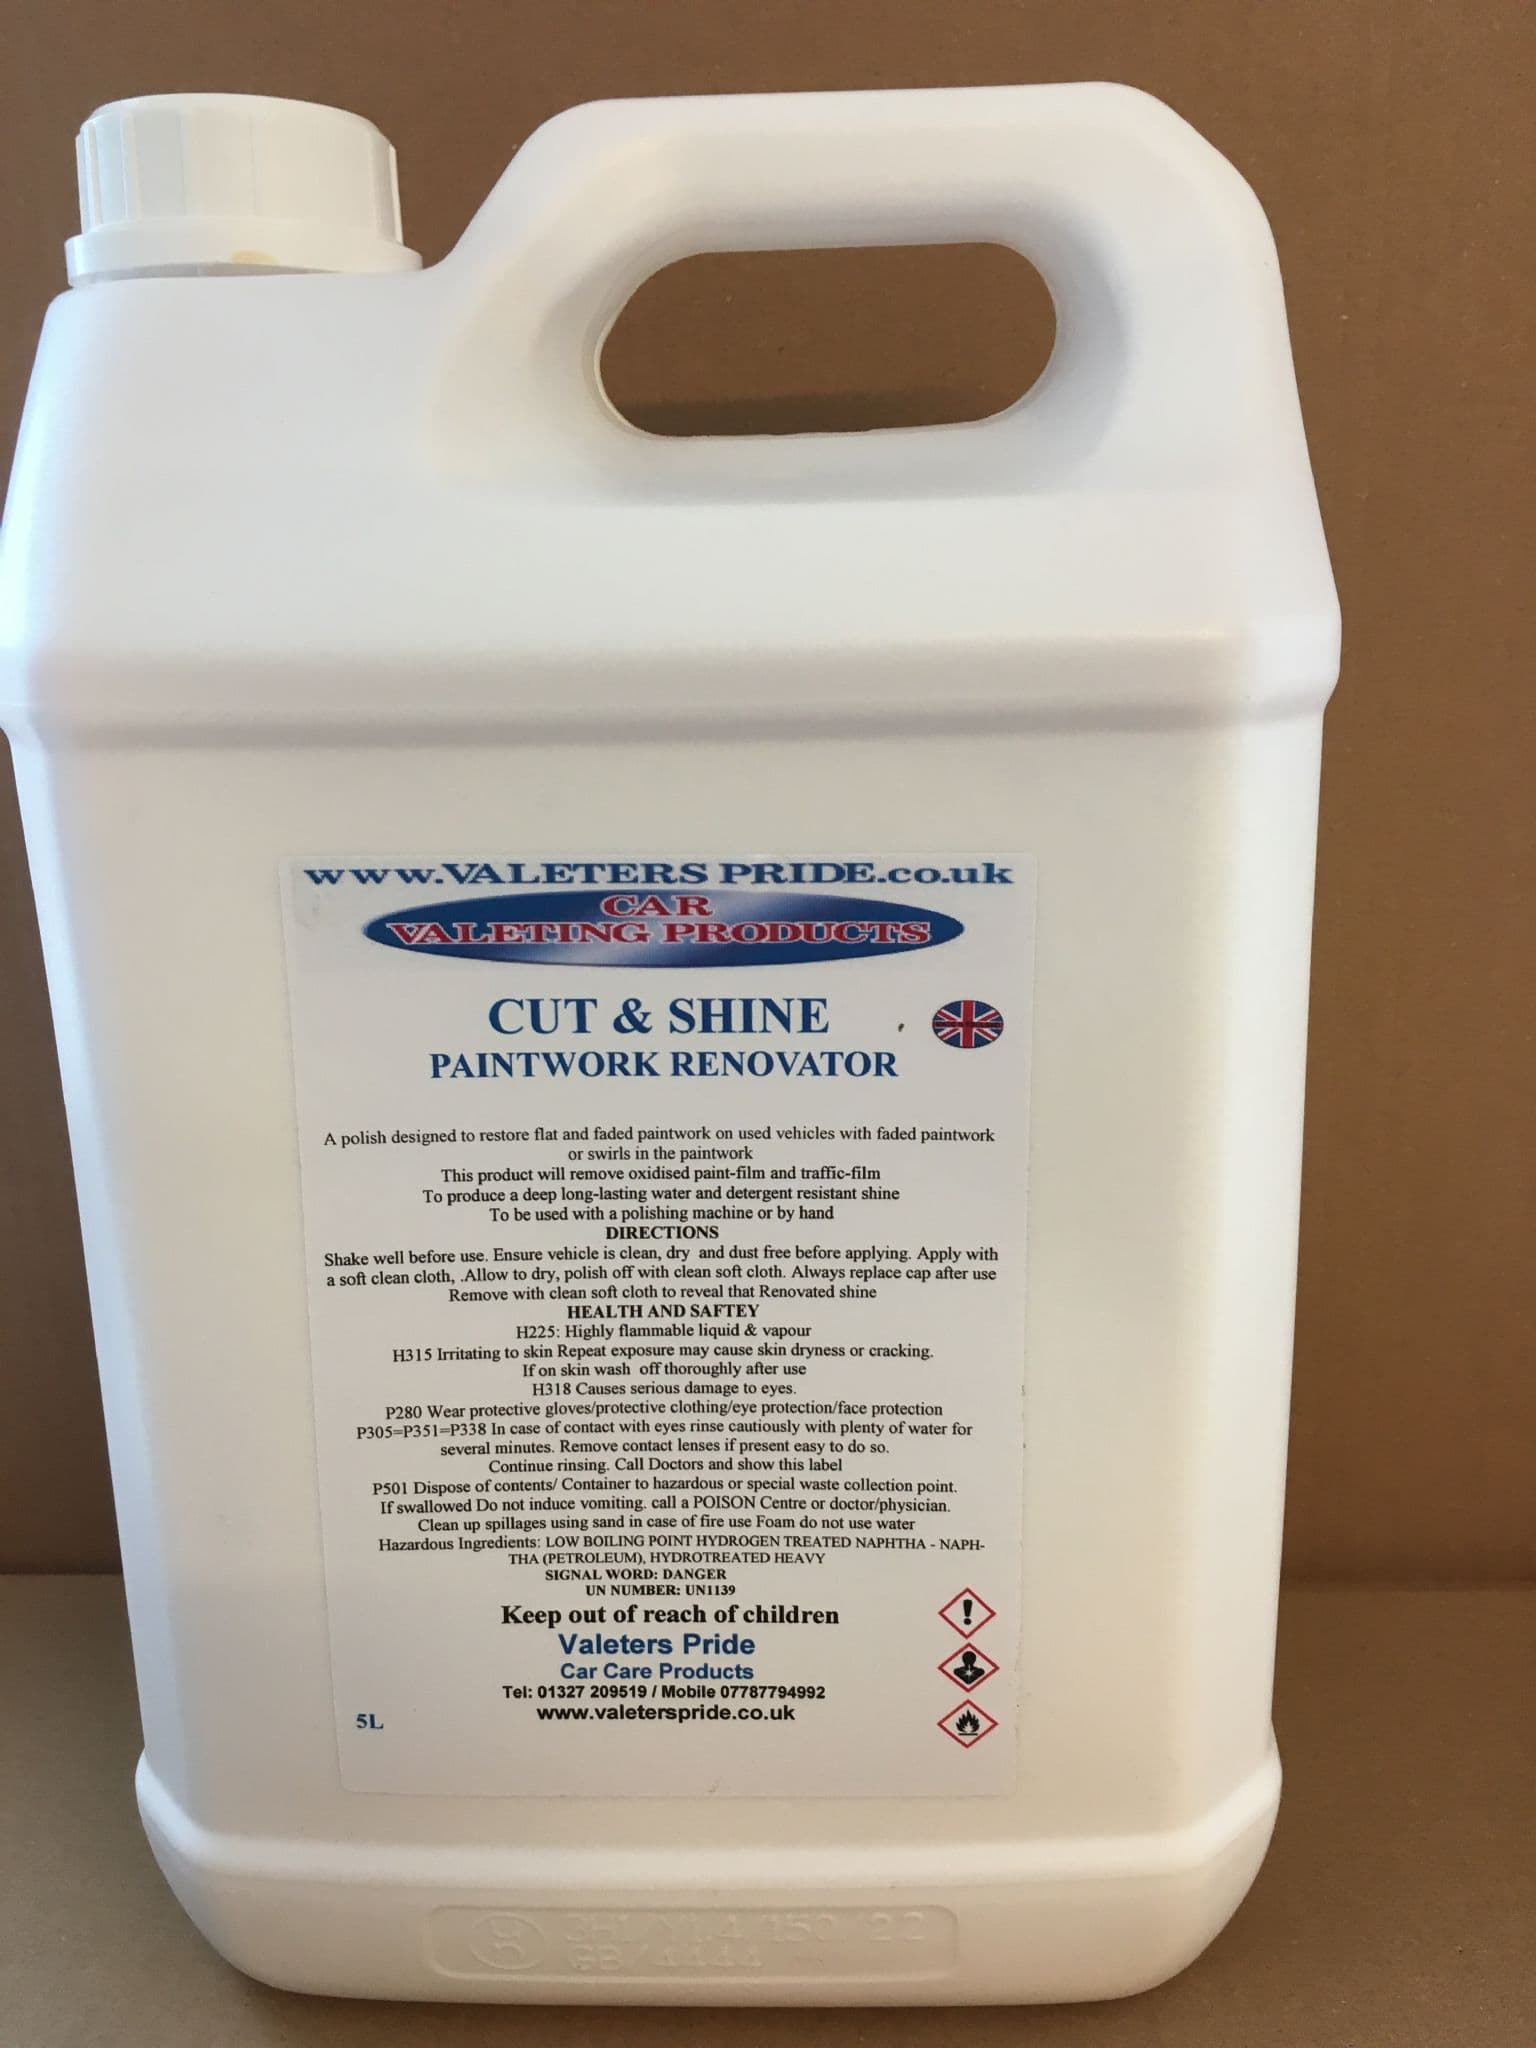 www.VALETERS PRIDE.co.uk
CAR
VALETING PRODUCTS
CUT & SHINE
PAINTWORK RENOVATOR
A polish designed to restore flat and faded paintwork on used vehicles with faded paintwork
or swirls in the paintwork
This product will remove oxidised paint-film and traffic-film
To produce a deep long-lasting water and detergent resistant shine
To be used with a polishing machine or by hand
DIRECTIONS
Shake well before use. Ensure vehicle is clean, dry and dust free before applying. Apply with
a soft clean cloth, .Allow to dry, polish off with clean soft cloth. Always replace cap after use
Remove with clean soft cloth to reveal that Renovated shine
HEALTH AND SAFTEY
H225: Highly flammable liquid & vapour
H315 Irritating to skin Repeat exposure may cause skin dryness or cracking.
If on skin wash off thoroughly after use
H318 Causes serious damage to eyes.
P280 Wear protective gloves/protective clothing/eye protection/face protection
P305=P351=P338 In case of contact with eyes rinse cautiously with plenty of water for
several minutes. Remove contact lenses if present easy to do so.
Continue rinsing. Call Doctors and show this label
P501 Dispose of contents/ Container to hazardous or special waste collection point.
If swallowed Do not induce vomiting. call a POISON Centre or doctor/physician.
Clean up spillages using sand in case of fire use Foam do not use water
Hazardous Ingredients: LOW BOILING POINT HYDROGEN TREATED NAPHTHA - NAPH-
THA (PETROLEUM), HYDROTREATED HEAVY
SIGNAL WORD: DANGER
UN NUMBER: UN1139
Keep out of reach of children
Valeters Pride
Car Care Products
Tel: 01327 209519 / Mobile 07787794992
www.valeterspride.co.uk
5L